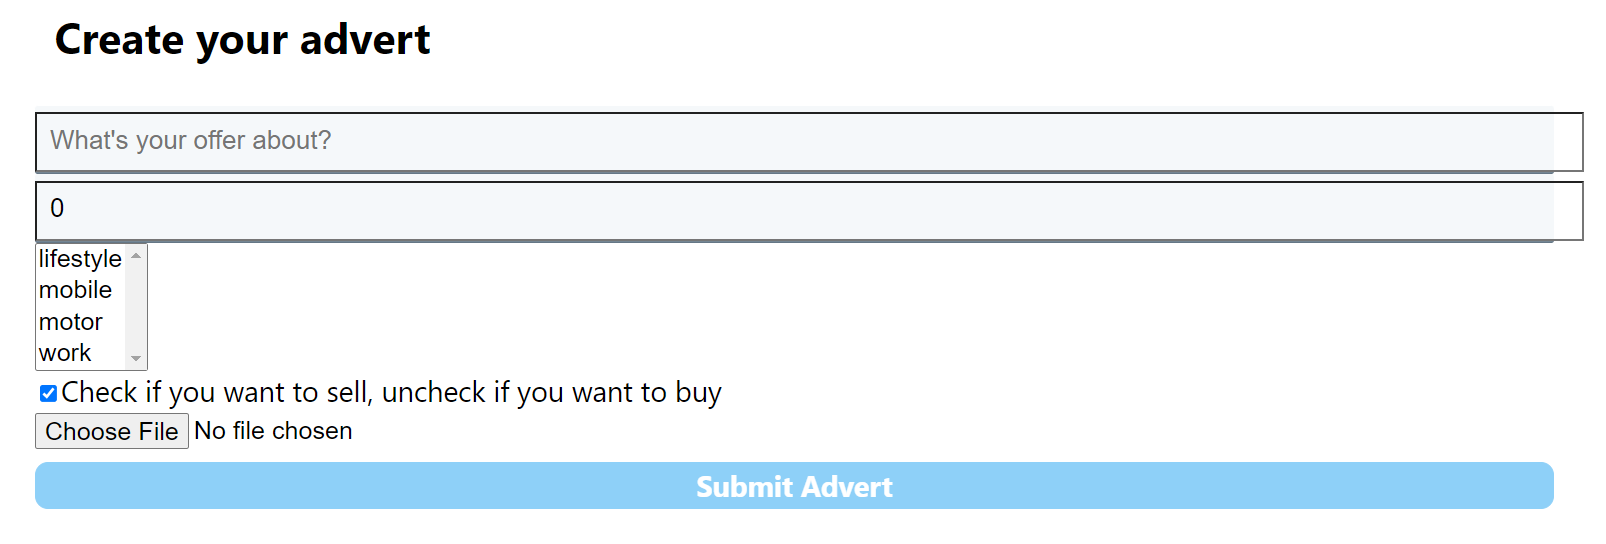 Create your advert
What's your offer about?
0
lifestyle
mobile
motor
work
Check if you want to sell, uncheck if you want to buy
Choose File No file chosen
Submit Advert